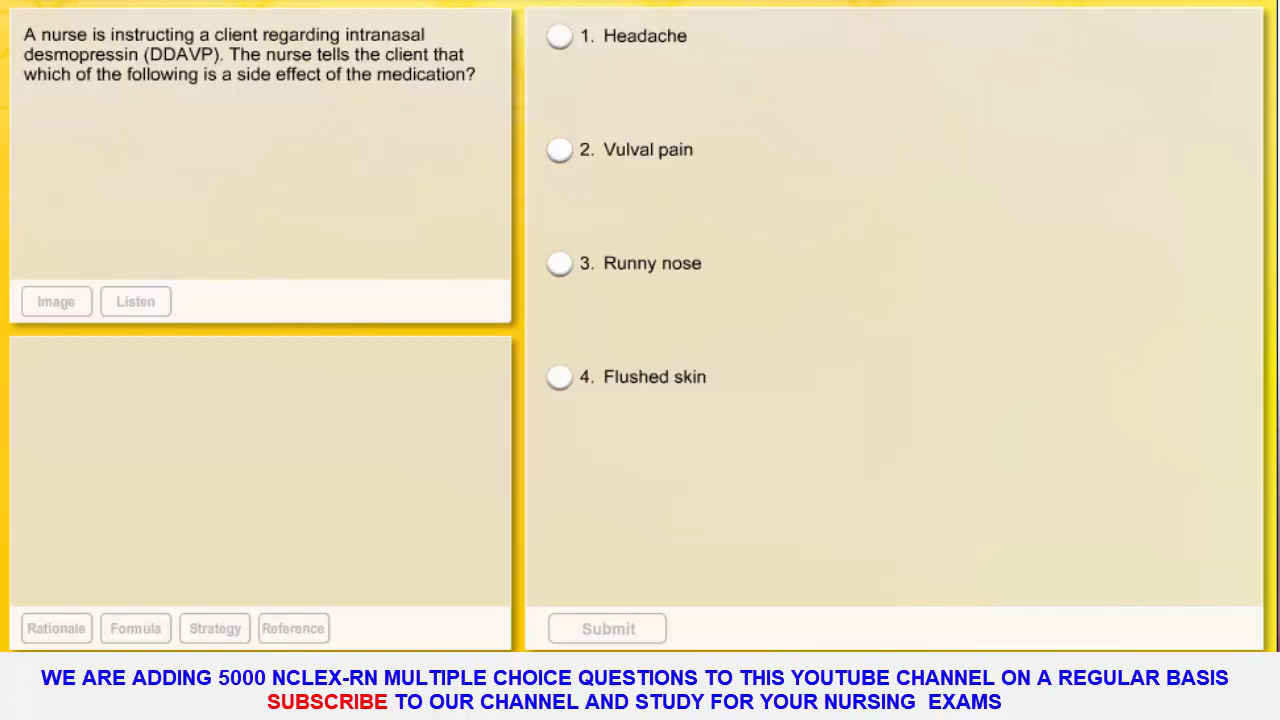 A nurse is instructing a client regarding intranasal
desmopressin (DDAVP). The nurse tells the client that
which of the following is a side effect of the medication?
Image
Listen
1. Headache
2. Vulval pain
3. Runny nose
4. Flushed skin
Rationale
Formula
Strategy
Reference
Submit
WE ARE ADDING 5000 NCLEX-RN MULTIPLE CHOICE QUESTIONS TO THIS YOUTUBE CHANNEL ON A REGULAR BASIS
SUBSCRIBE TO OUR CHANNEL AND STUDY FOR YOUR NURSING EXAMS